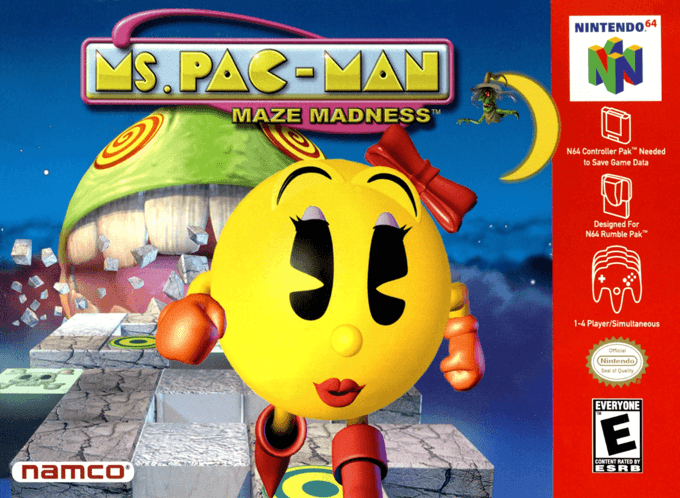 MS. PAC-MAN
MAZE MADNESS™
NINTENDO64
N64 Controller Pak™ Needed
to Save Game Data
Designed For
N64 Rumble Pak™
1-4 Player/Simultaneous
Official
Nintendo
Seal of Quality
EVERYONE
E
CONTENT RATED BY
ESRB
namco®